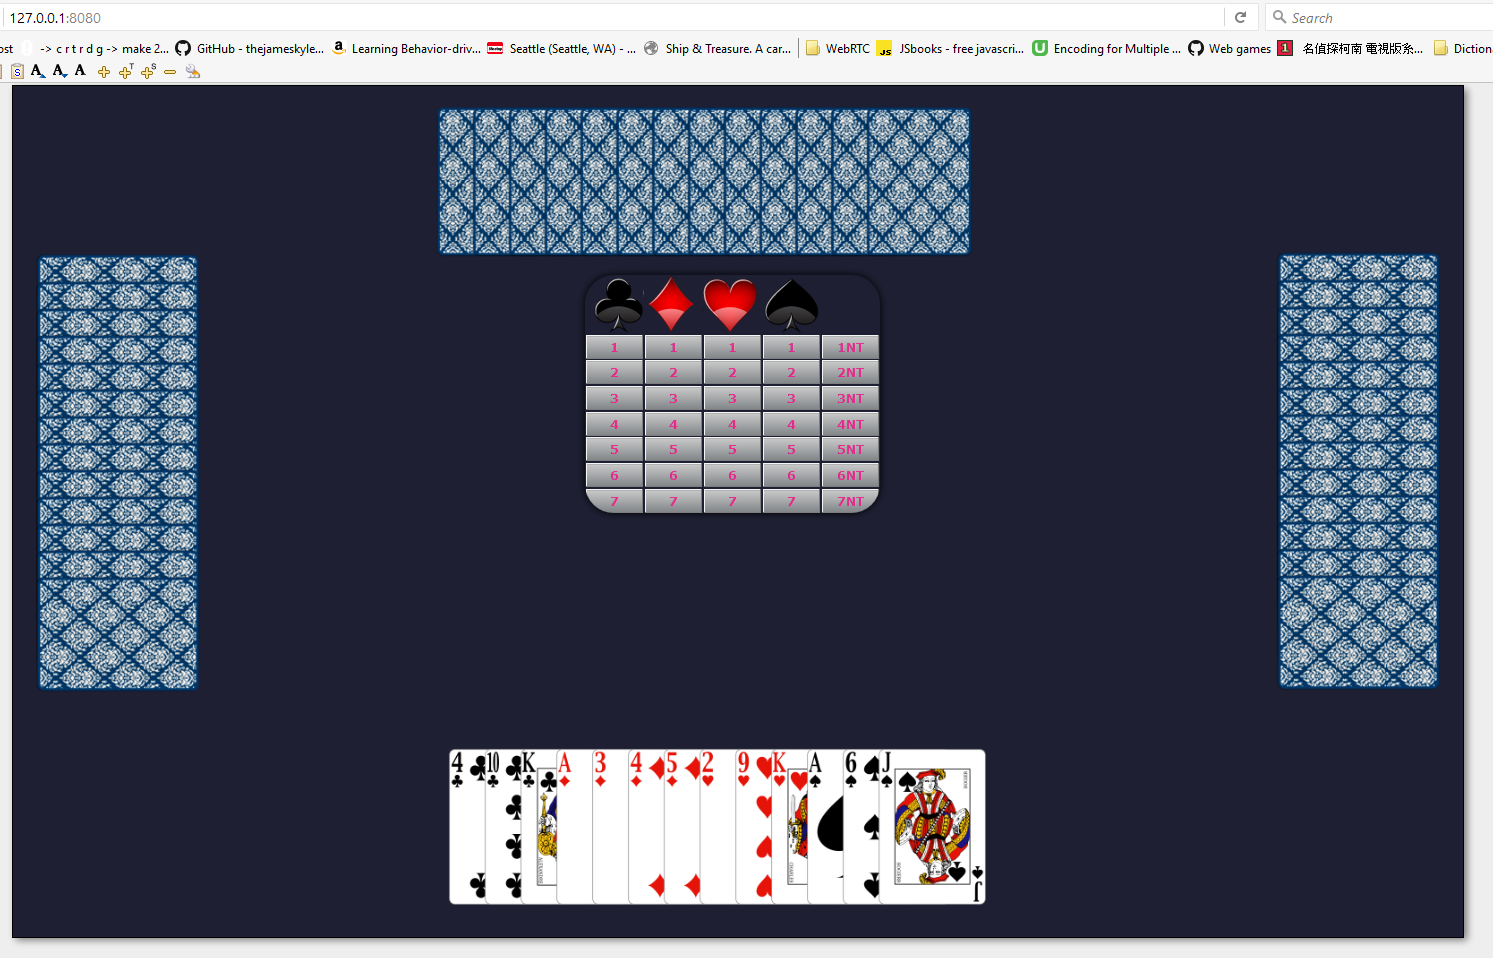 127.0.0.1:8080
Search
ost -> c r t r d g -> make 2... GitHub - thejameskyle... Learning Behavior-driv... Seattle (Seattle, WA) - ... Ship & Treasure. A car... WebRTC JSbooks - free javascri... Encoding for Multiple ... Web games 名偵探柯南 電視版系... Diction
1 1 1 1 1NT
2 2 2 2 2NT
3 3 3 3 3NT
4 4 4 4 4NT
5 5 5 5 5NT
6 6 6 6 6NT
7 7 7 7 7NT
4 10 K A 3 4 5 2 9 K A 6 J
J